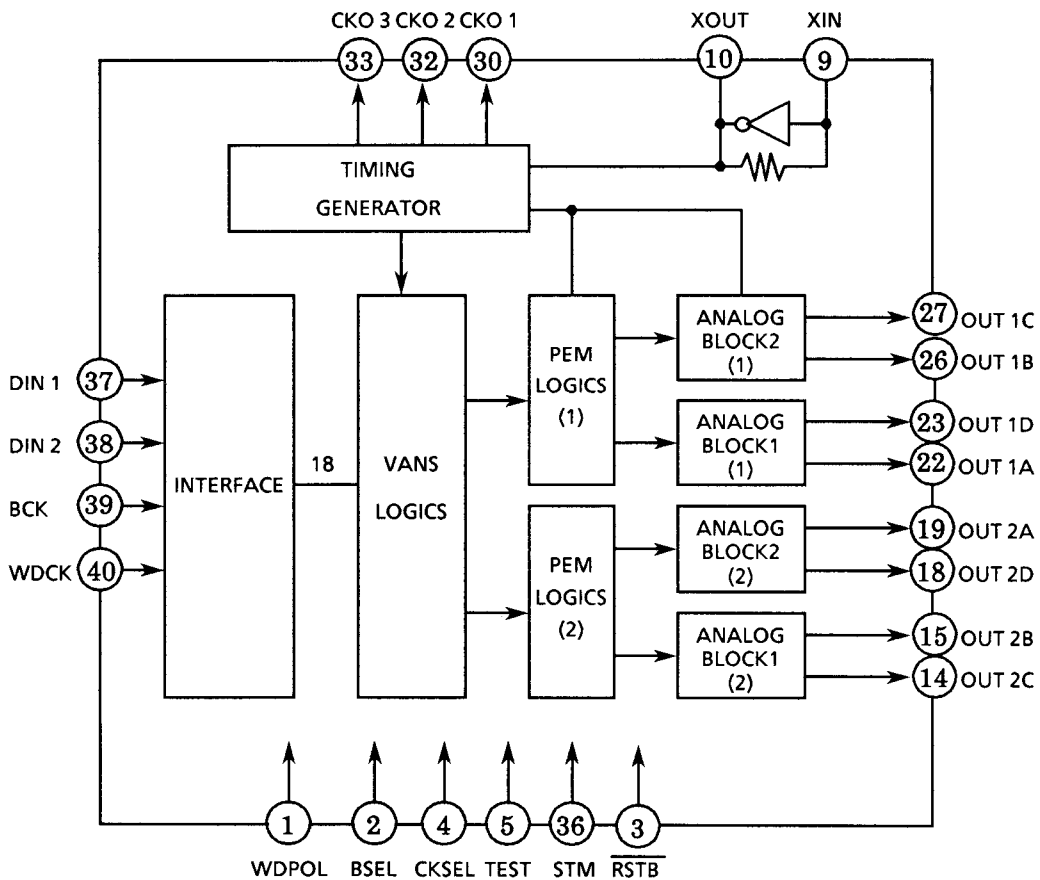 CKO 3 CKO 2 CKO 1
XOUT XIN
33 32 30
10 9
TIMING
GENERATOR
DIN 1 37
DIN 2 38
BCK 39
WDCK 40
INTERFACE
18
VANS
LOGICS
PEM
LOGICS
(1)
PEM
LOGICS
(2)
ANALOG
BLOCK2
(1)
ANALOG
BLOCK1
(1)
ANALOG
BLOCK2
(2)
ANALOG
BLOCK1
(2)
27 OUT 1C
26 OUT 1B
23 OUT 1D
22 OUT 1A
19 OUT 2A
18 OUT 2D
15 OUT 2B
14 OUT 2C
1 2 4 5 36 3
WDPOL BSEL CKSEL TEST STM RSTB